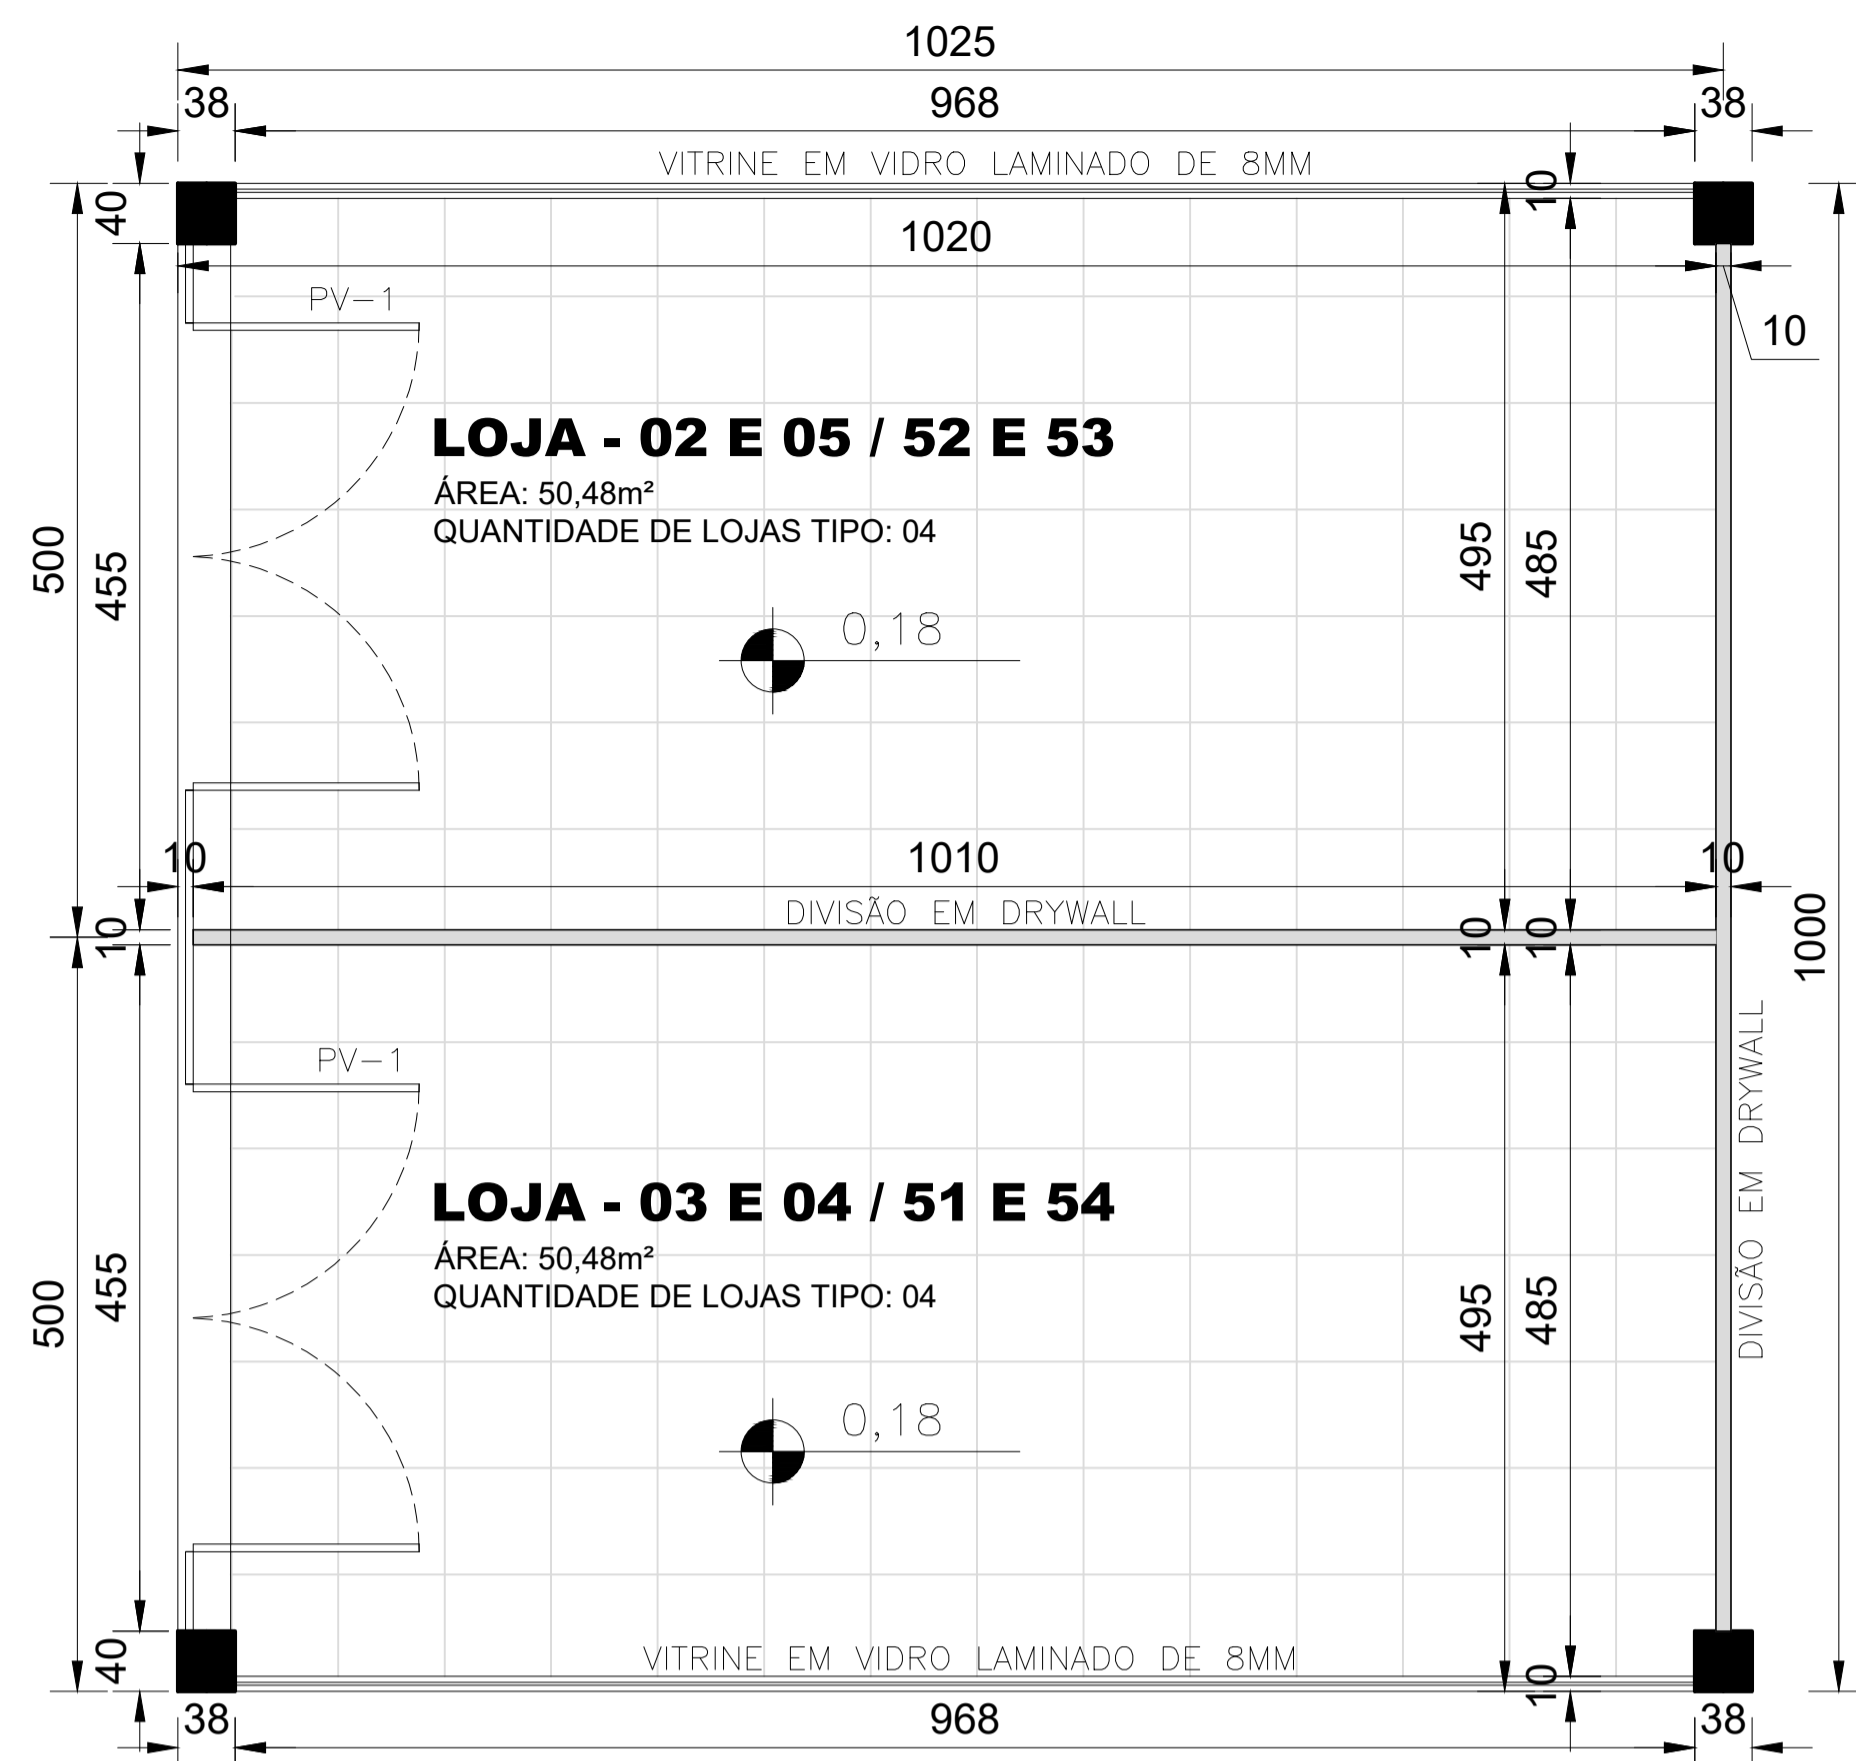 1025
38
968
38
VITRINE EM VIDRO LAMINADO DE 8MM
40
10
1020
PV-1
10
LOJA - 02 E 05 / 52 E 53
ÁREA: 50,48m²
QUANTIDADE DE LOJAS TIPO: 04
500
455
495
485
0,18
10
1010
10
DIVISÃO EM DRYWALL
10
10
10
1000
PV-1
DIVISÃO EM DRYWALL
LOJA - 03 E 04 / 51 E 54
ÁREA: 50,48m²
QUANTIDADE DE LOJAS TIPO: 04
500
455
495
485
0,18
40
VITRINE EM VIDRO LAMINADO DE 8MM
10
38
968
38